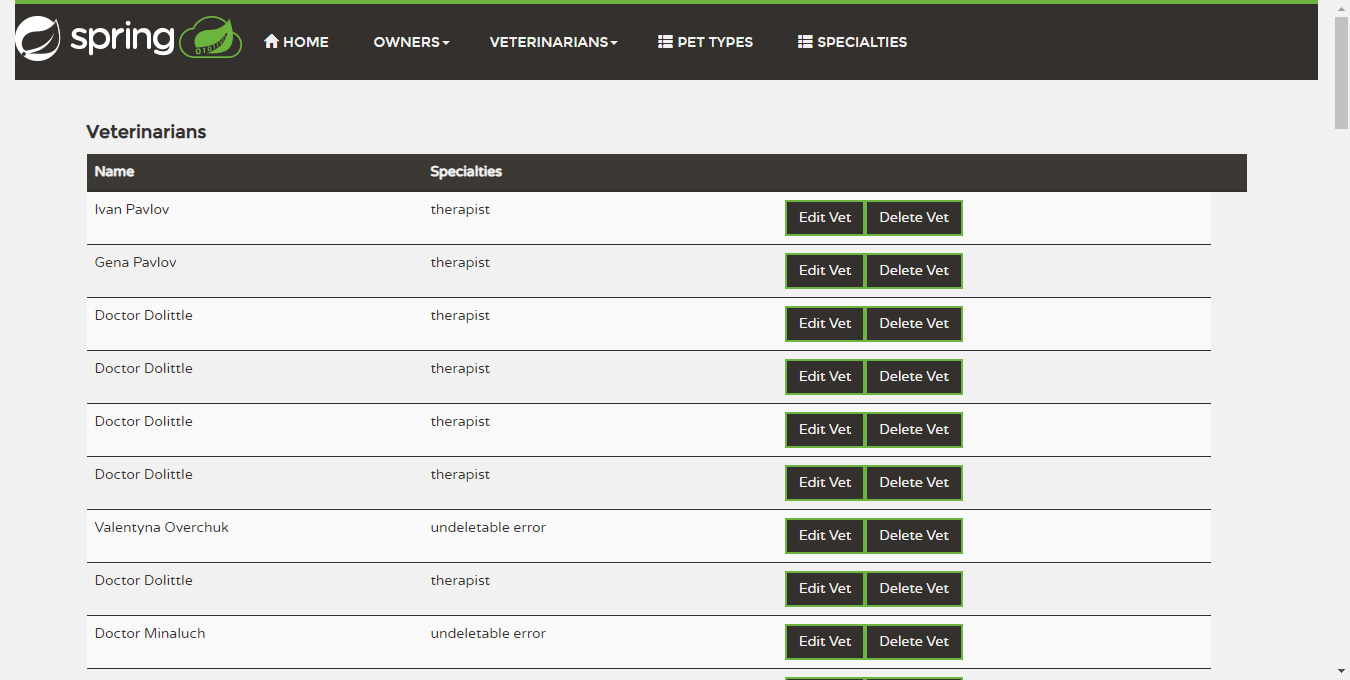 spring HOME OWNERS VETERINARIANS PET TYPES SPECIALTIES
Veterinarians
Name Specialties
Ivan Pavlov therapist Edit Vet Delete Vet
Gena Pavlov therapist Edit Vet Delete Vet
Doctor Dolittle therapist Edit Vet Delete Vet
Doctor Dolittle therapist Edit Vet Delete Vet
Doctor Dolittle therapist Edit Vet Delete Vet
Doctor Dolittle therapist Edit Vet Delete Vet
Valentyna Overchuk undeletable error Edit Vet Delete Vet
Doctor Dolittle therapist Edit Vet Delete Vet
Doctor Minaluch undeletable error Edit Vet Delete Vet